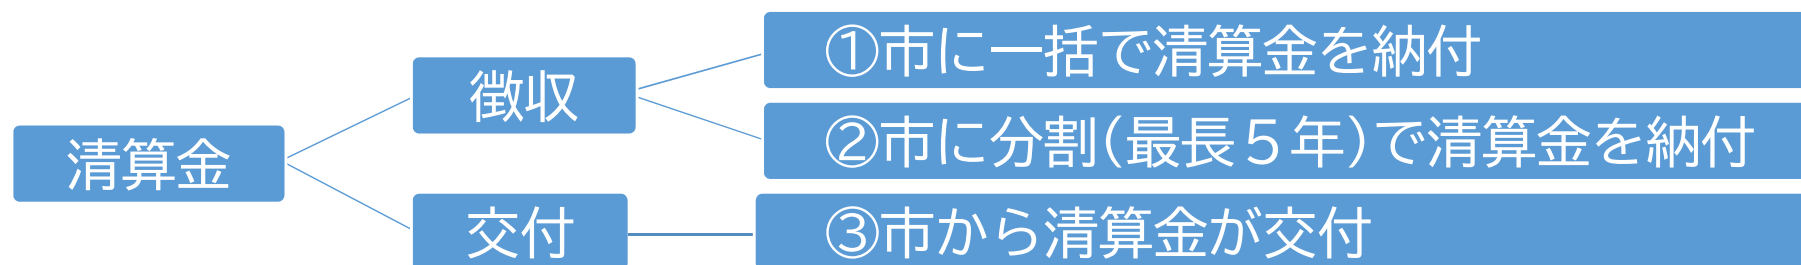 清算金
徴収
①市に一括で清算金を納付
②市に分割（最長５年）で清算金を納付
交付
③市から清算金が交付